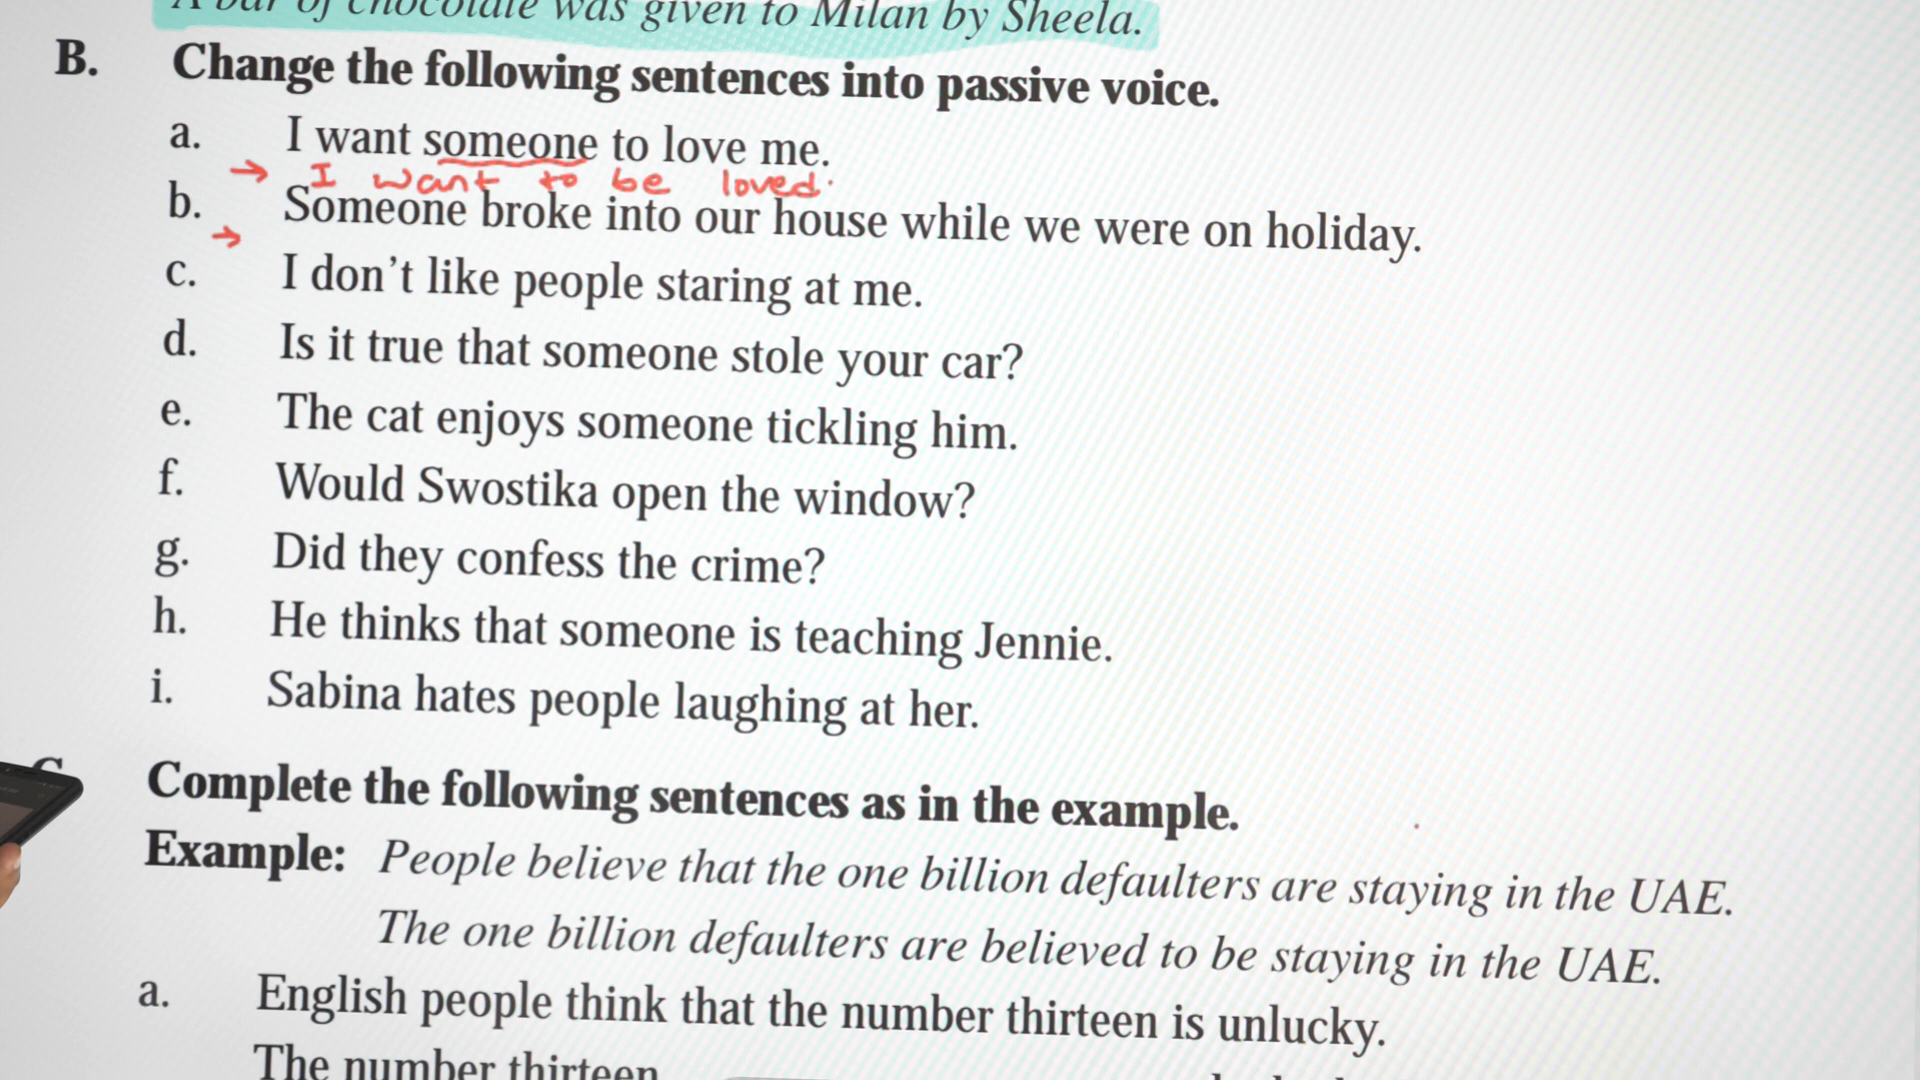 A bar of chocolate was given to Milan by Sheela.
B. Change the following sentences into passive voice.
a. I want someone to love me.
→ I want to be loved.
b. Someone broke into our house while we were on holiday.
→
c. I don’t like people staring at me.
d. Is it true that someone stole your car?
e. The cat enjoys someone tickling him.
f. Would Swostika open the window?
g. Did they confess the crime?
h. He thinks that someone is teaching Jennie.
i. Sabina hates people laughing at her.
Complete the following sentences as in the example.
Example: People believe that the one billion defaulters are staying in the UAE.
The one billion defaulters are believed to be staying in the UAE.
a. English people think that the number thirteen is unlucky.
The number thirteen